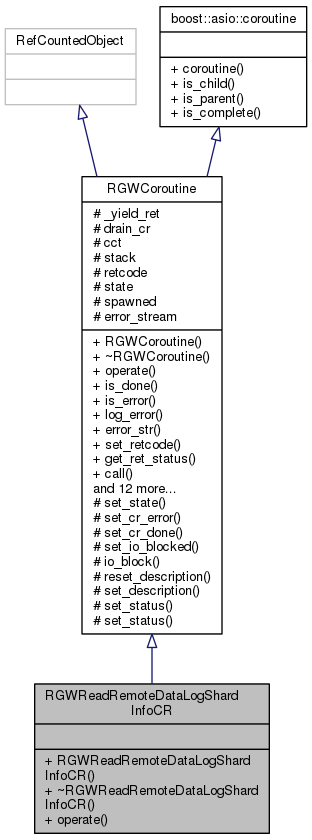 RefCountedObject
boost::asio::coroutine
+ coroutine()
+ is_child()
+ is_parent()
+ is_complete()
RGWCoroutine
# _yield_ret
# drain_cr
# cct
# stack
# retcode
# state
# spawned
# error_stream
+ RGWCoroutine()
+ ~RGWCoroutine()
+ operate()
+ is_done()
+ is_error()
+ log_error()
+ error_str()
+ set_retcode()
+ get_ret_status()
+ call()
and 12 more...
# set_state()
# set_cr_error()
# set_cr_done()
# set_io_blocked()
# io_block()
# reset_description()
# set_description()
# set_status()
# set_status()
RGWReadRemoteDataLogShard
InfoCR
+ RGWReadRemoteDataLogShard
InfoCR()
+ ~RGWReadRemoteDataLogShard
InfoCR()
+ operate()